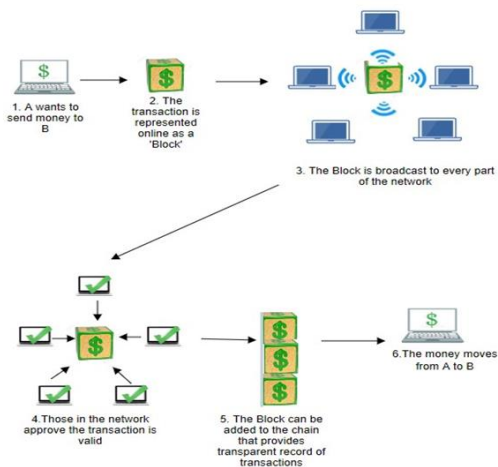 $
1. A wants to
send money to
B
$
2. The
transaction is
represented
online as a
'Block'
$
3. The Block is broadcast to every part
of the network
$
4.Those in the network
approve the transaction is
valid
$
$
$
5. The Block can be
added to the chain
that provides
transparent record of
transactions
$
6.The money moves
from A to B